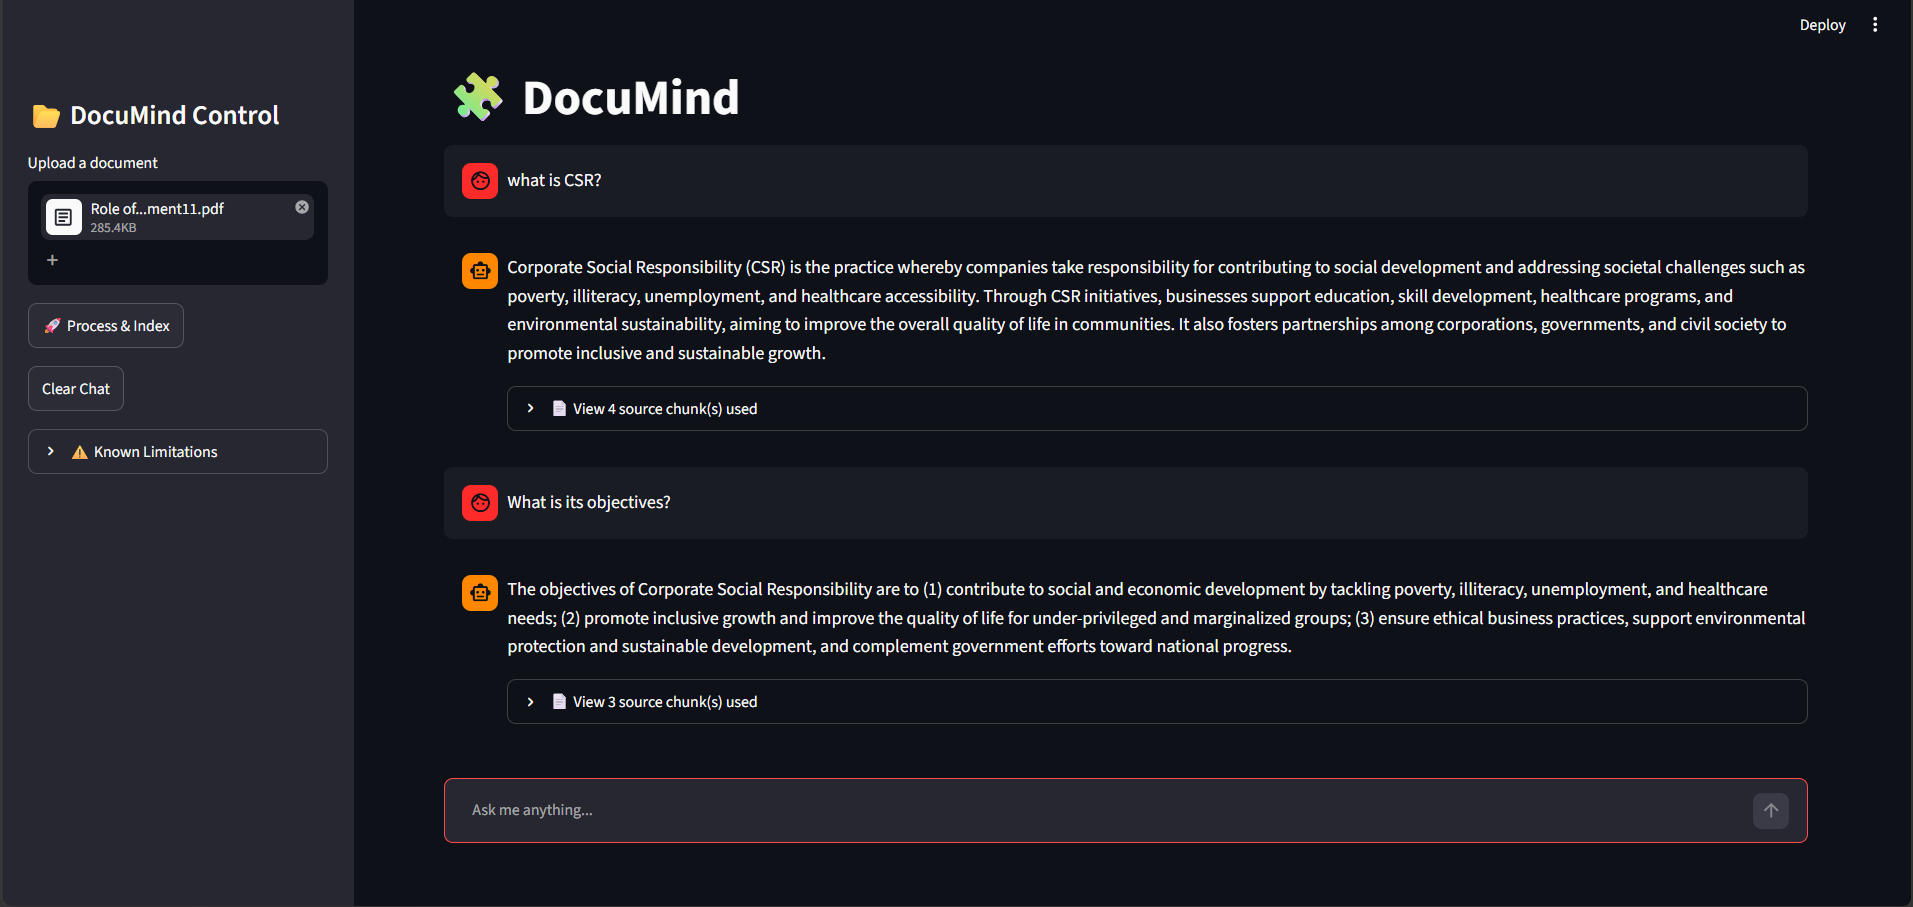 Deploy
DocuMind Control
Upload a document
Role of...ment11.pdf
285.4KB
Process & Index
Clear Chat
Known Limitations
DocuMind
what is CSR?
Corporate Social Responsibility (CSR) is the practice whereby companies take responsibility for contributing to social development and addressing societal challenges such as
poverty, illiteracy, unemployment, and healthcare accessibility. Through CSR initiatives, businesses support education, skill development, healthcare programs, and
environmental sustainability, aiming to improve the overall quality of life in communities. It also fosters partnerships among corporations, governments, and civil society to
promote inclusive and sustainable growth.
View 4 source chunk(s) used
What is its objectives?
The objectives of Corporate Social Responsibility are to (1) contribute to social and economic development by tackling poverty, illiteracy, unemployment, and healthcare
needs; (2) promote inclusive growth and improve the quality of life for under-privileged and marginalized groups; (3) ensure ethical business practices, support environmental
protection and sustainable development, and complement government efforts toward national progress.
View 3 source chunk(s) used
Ask me anything...